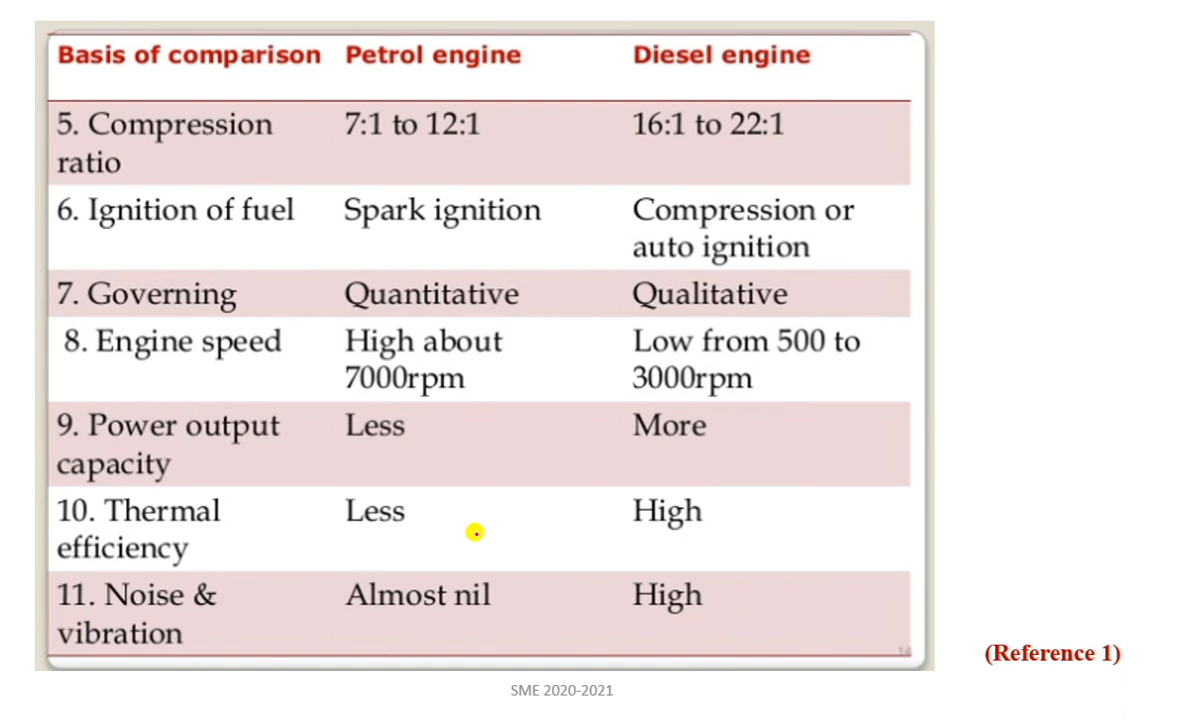 Basis of comparison Petrol engine Diesel engine
5. Compression ratio 7:1 to 12:1 16:1 to 22:1
6. Ignition of fuel Spark ignition Compression or auto ignition
7. Governing Quantitative Qualitative
8. Engine speed High about 7000rpm Low from 500 to 3000rpm
9. Power output capacity Less More
10. Thermal efficiency Less High
11. Noise & vibration Almost nil High
14
(Reference 1)
SME 2020-2021